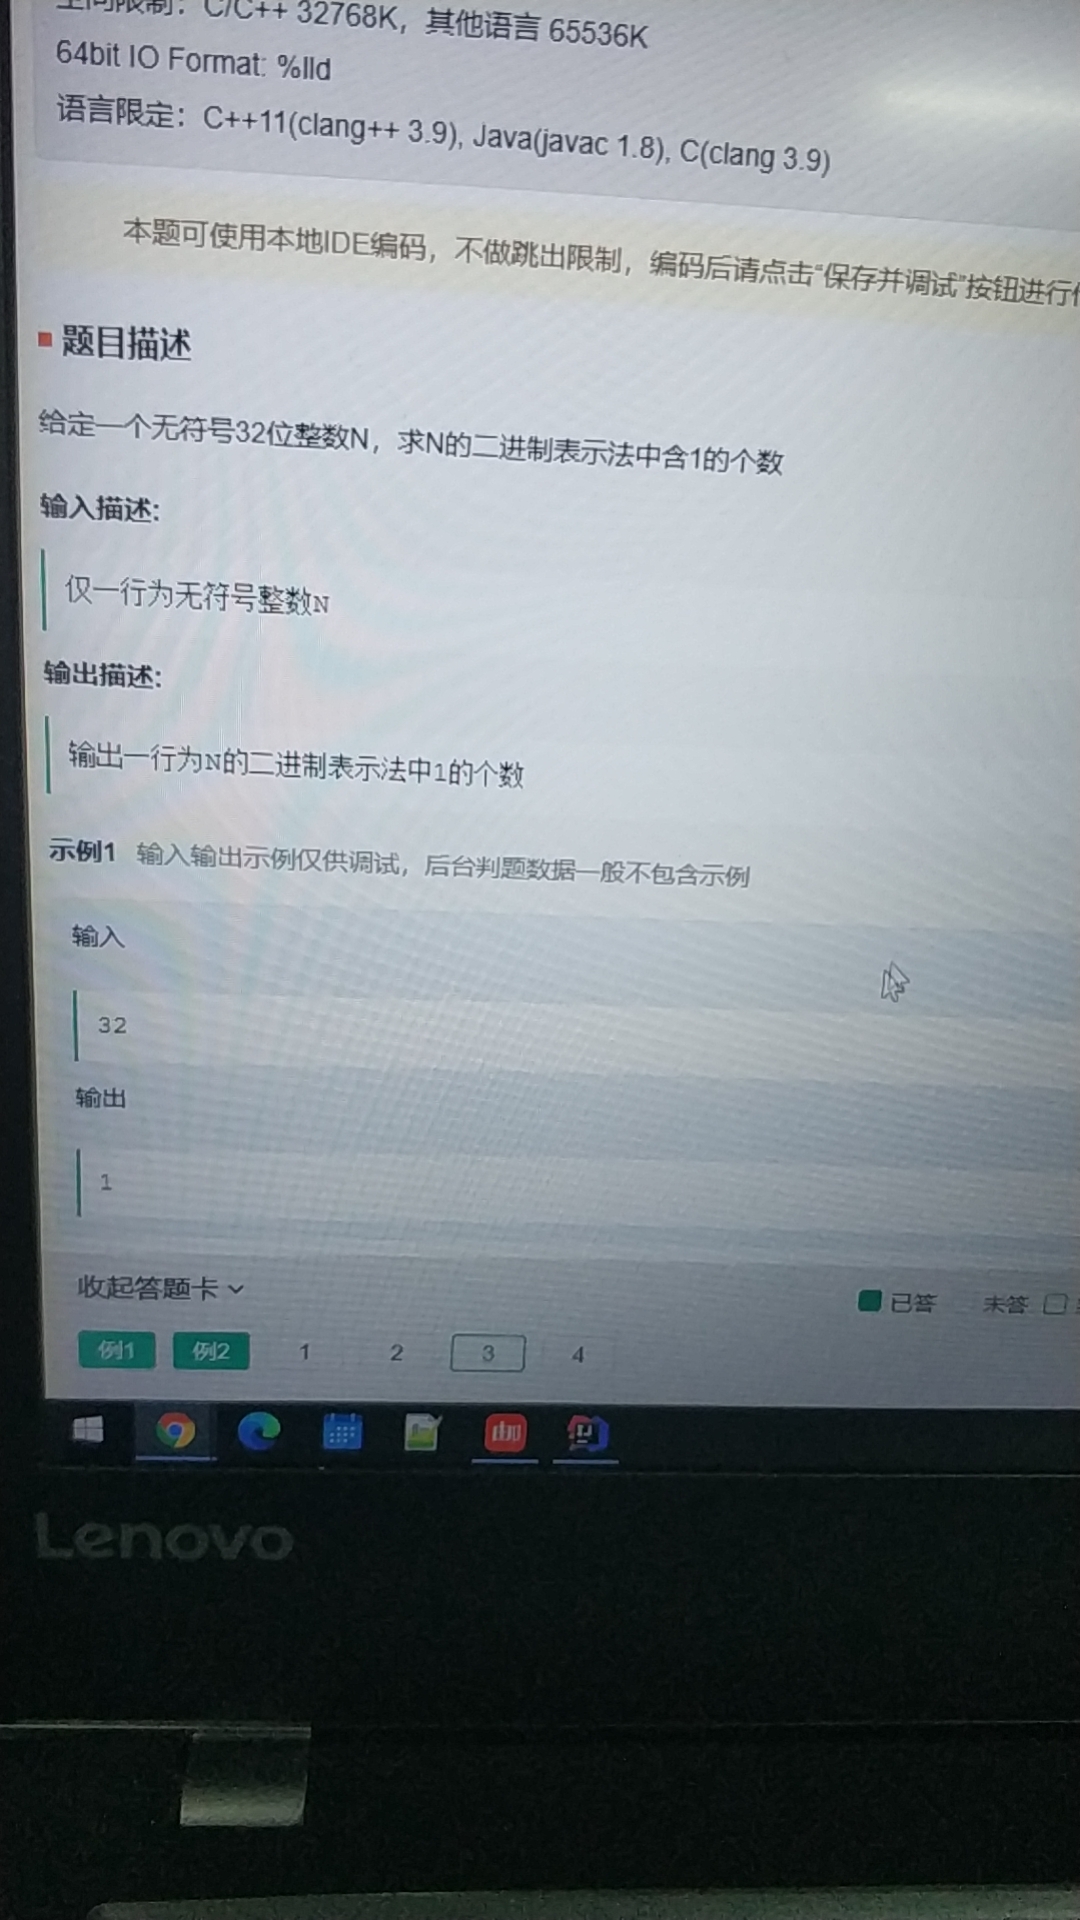 空间限制：C/C++ 32768K，其他语言 65536K
64bit IO Format: %lld
语言限定：C++11(clang++ 3.9), Java(javac 1.8), C(clang 3.9)
本题可使用本地IDE编码，不做跳出限制，编码后请点击“保存并调试”按钮进行
题目描述
给定一个无符号32位整数N，求N的二进制表示法中含1的个数
输入描述:
仅一行为无符号整数N
输出描述:
输出一行为N的二进制表示法中1的个数
示例1 输入输出示例仅供调试，后台判题数据一般不包含示例
输入
32
输出
1
收起答题卡
已答 未答
例1 例2 1 2 3 4
Lenovo